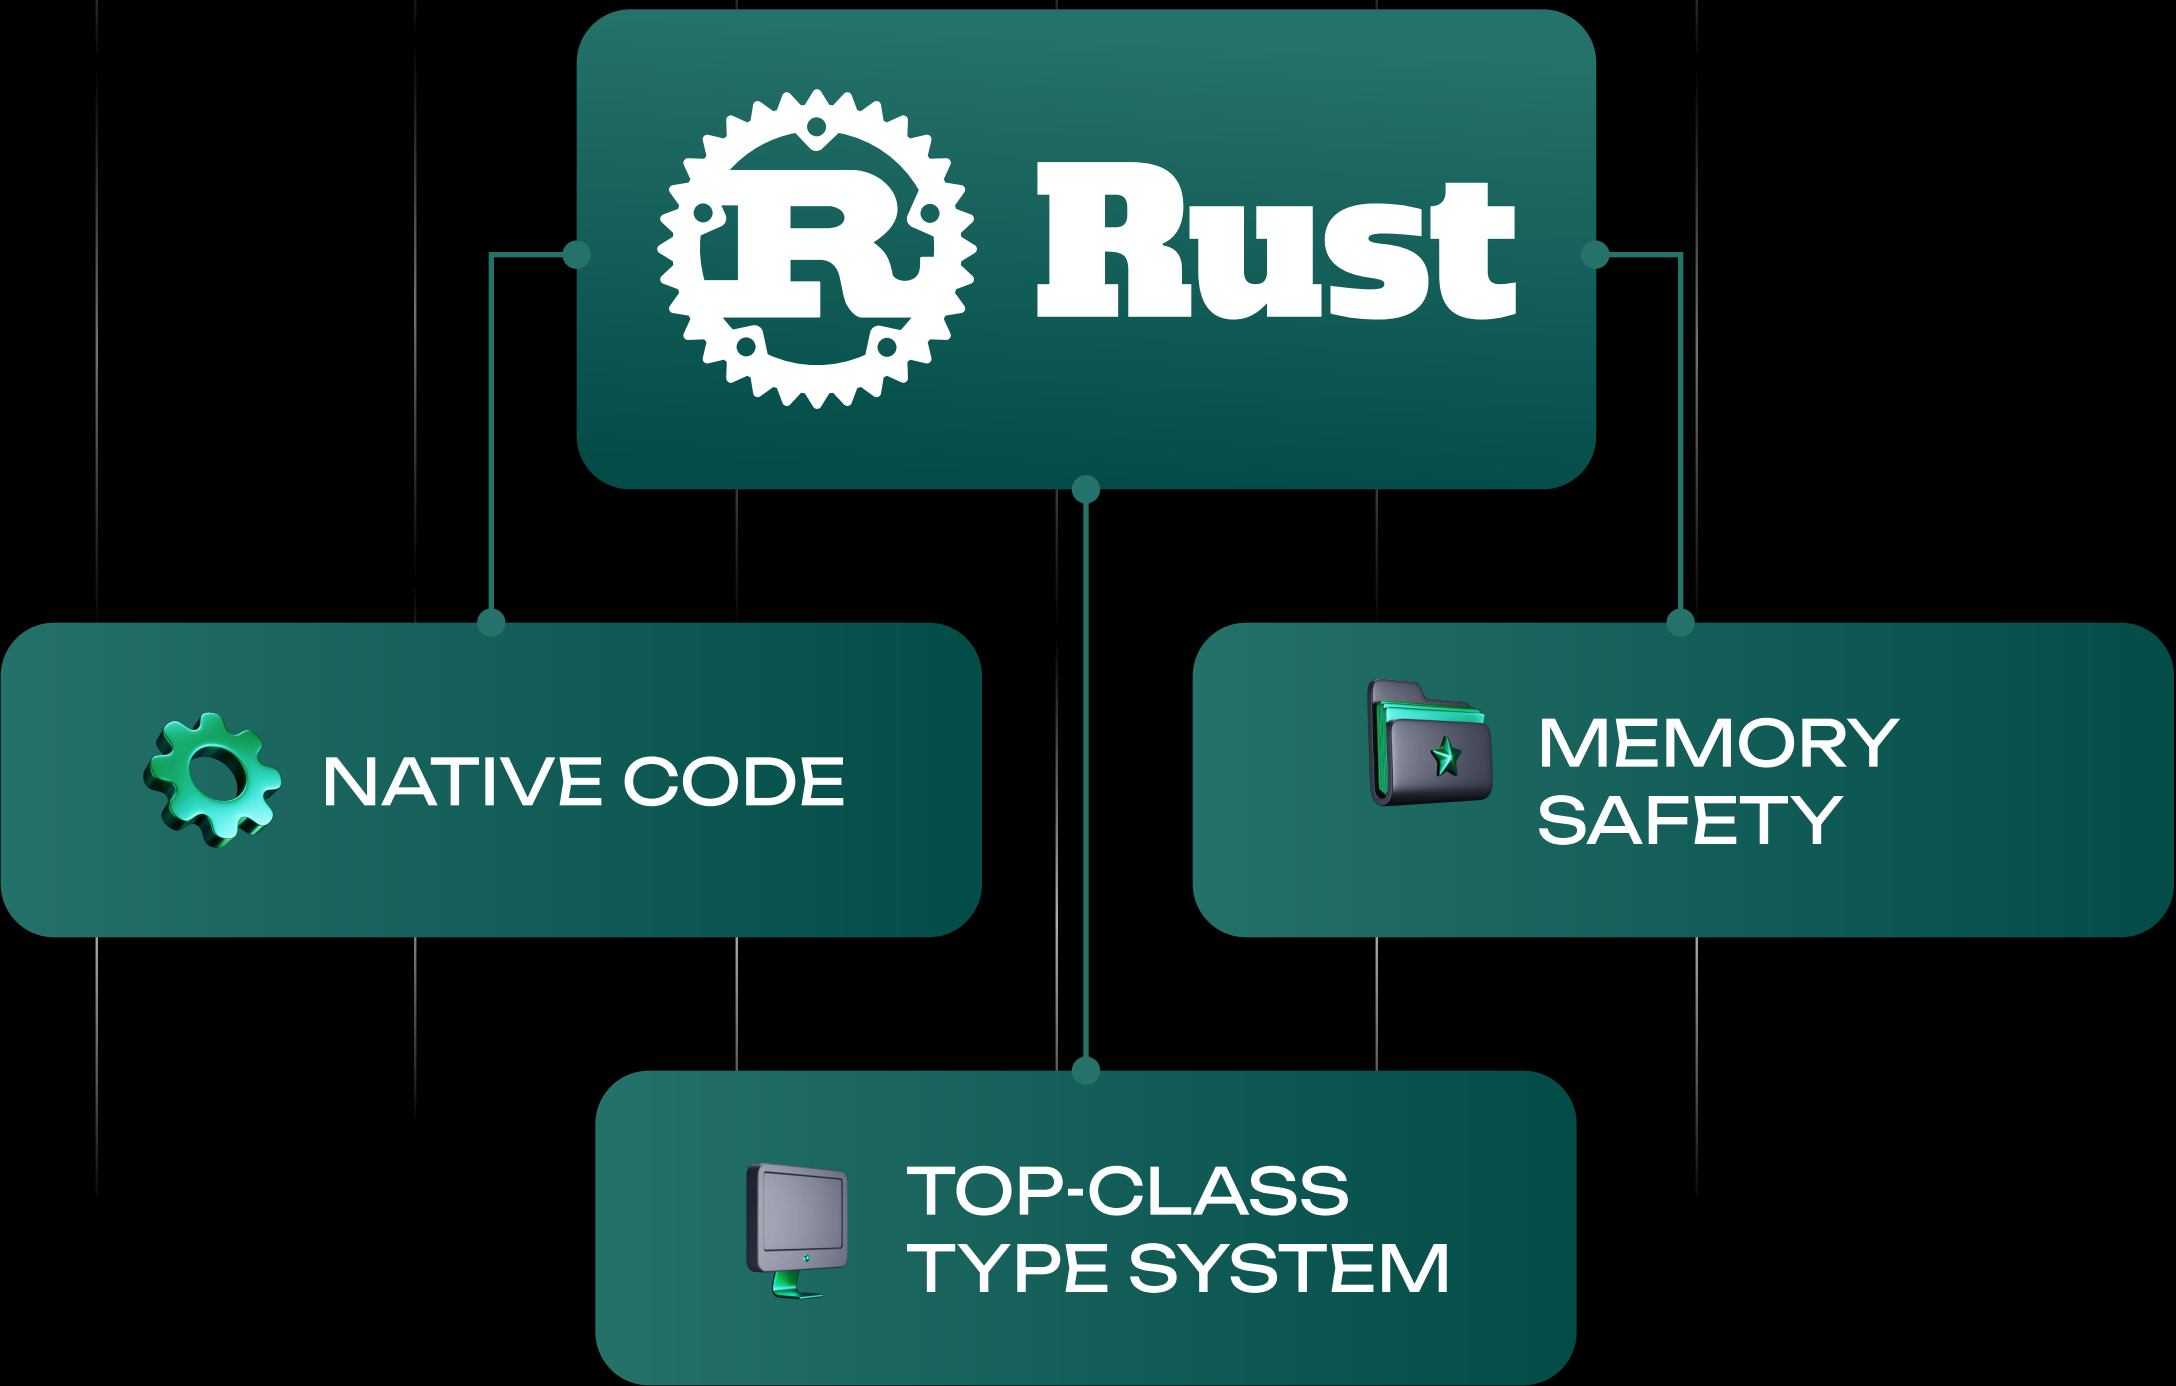 R Rust
NATIVE CODE
MEMORY
SAFETY
TOP-CLASS
TYPE SYSTEM